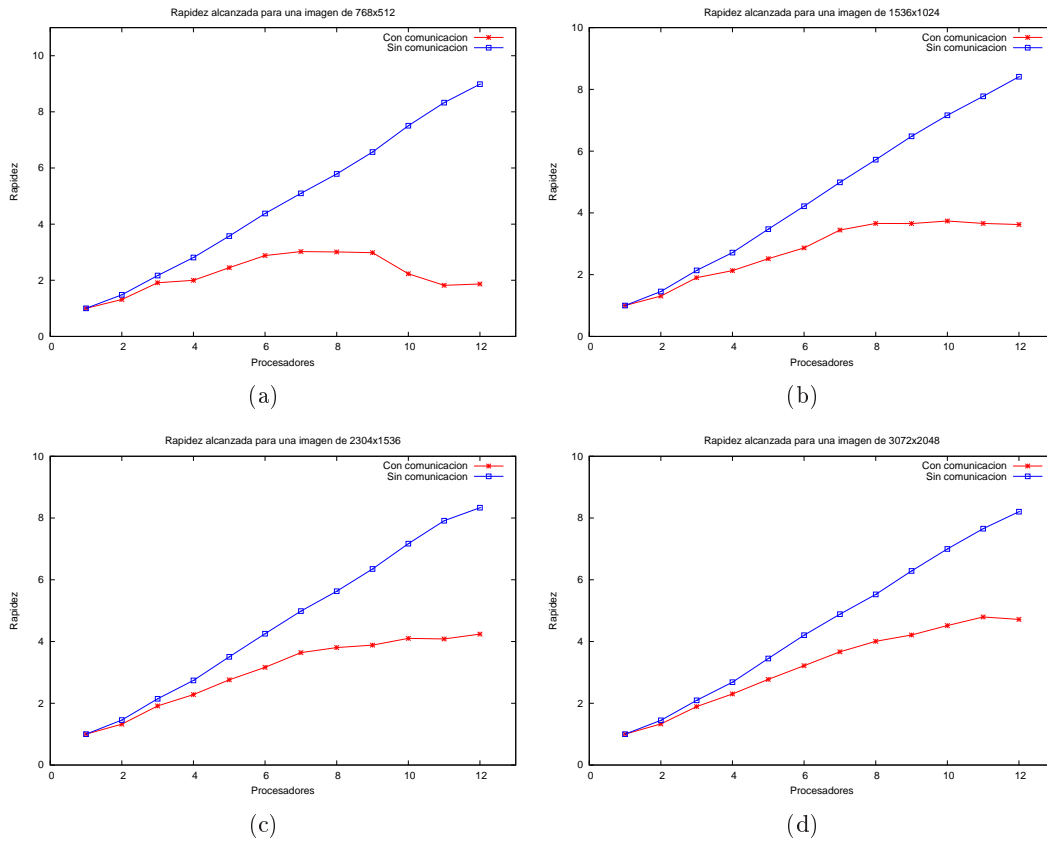 Rapidez alcanzada para una imagen de 768x512
Con comunicacion
Sin comunicacion
10
8
6
4
2
0
Rapidez
0 2 4 6 8 10 12
Procesadores
(a)
Rapidez alcanzada para una imagen de 1536x1024
Con comunicacion
Sin comunicacion
10
8
6
4
2
0
Rapidez
0 2 4 6 8 10 12
Procesadores
(b)
Rapidez alcanzada para una imagen de 2304x1536
Con comunicacion
Sin comunicacion
10
8
6
4
2
0
Rapidez
0 2 4 6 8 10 12
Procesadores
(c)
Rapidez alcanzada para una imagen de 3072x2048
Con comunicacion
Sin comunicacion
10
8
6
4
2
0
Rapidez
0 2 4 6 8 10 12
Procesadores
(d)